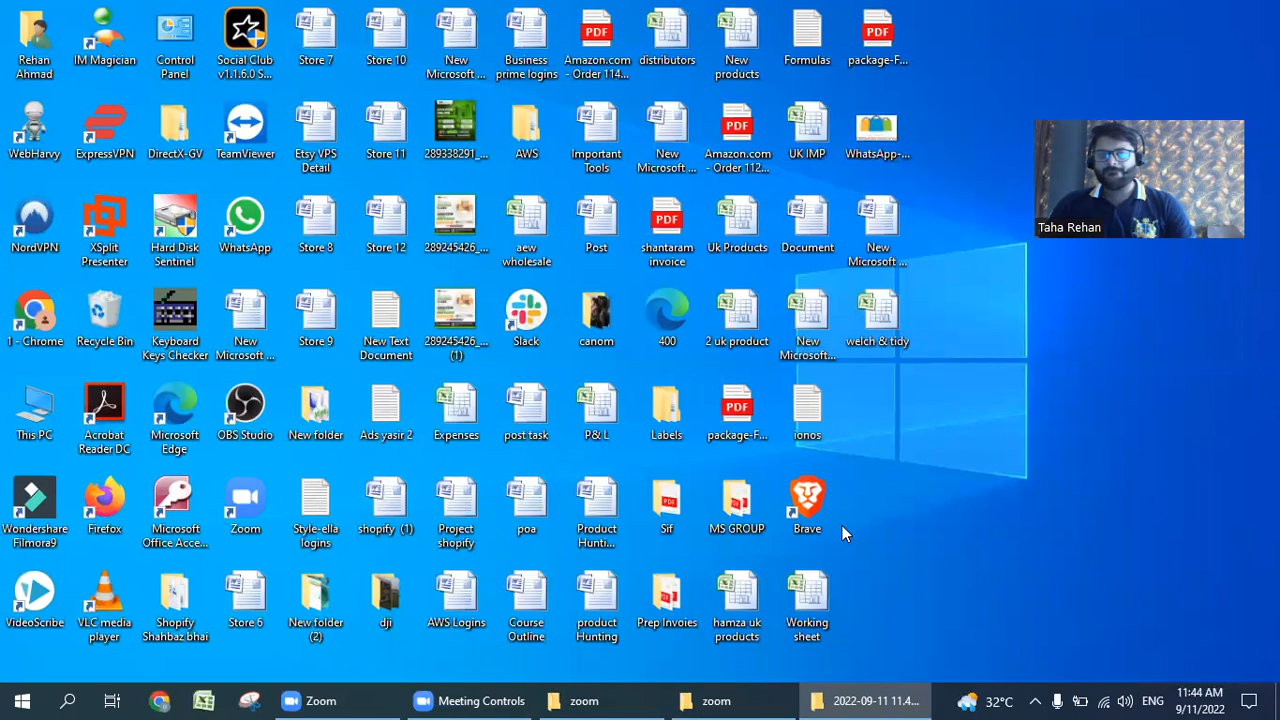 Rehan Ahmad
IM Magician
Control Panel
Social Club v1.1.6.0 S...
Store 7
Store 10
New Microsoft ...
Business prime logins
Amazon.com - Order 114...
distributors
New products
Formulas
package-F...
WebHarvy
ExpressVPN
DirectX-GV
TeamViewer
Etsy VPS Detail
Store 11
289338291_...
AWS
Important Tools
New Microsoft ...
Amazon.com - Order 112...
UK IMP
WhatsApp-...
Taha Rehan
NordVPN
XSplit Presenter
Hard Disk Sentinel
WhatsApp
Store 8
Store 12
289245426_...
aew wholesale
Post
shantaram invoice
Uk Products
Document
New Microsoft ...
1 - Chrome
Recycle Bin
Keyboard Keys Checker
New Microsoft ...
Store 9
New Text Document
289245426_... (1)
Slack
canom
400
2 uk product
New Microsoft...
welch & tidy
This PC
Acrobat Reader DC
Microsoft Edge
OBS Studio
New folder
Ads yasir 2
Expenses
post task
P& L
Labels
package-F...
ionos
Wondershare Filmora9
Firefox
Microsoft Office Acce...
Zoom
Style-ella logins
shopify (1)
Project shopify
poa
Product Hunti...
Sif
MS GROUP
Brave
VideoScribe
VLC media player
Shopify Shahbaz bhai
Store 6
New folder (2)
dji
AWS Logins
Course Outline
product Hunting
Prep Invoies
hamza uk products
Working sheet
Zoom
Meeting Controls
zoom
zoom
2022-09-11 11.4...
32°C
ENG
11:44 AM
9/11/2022